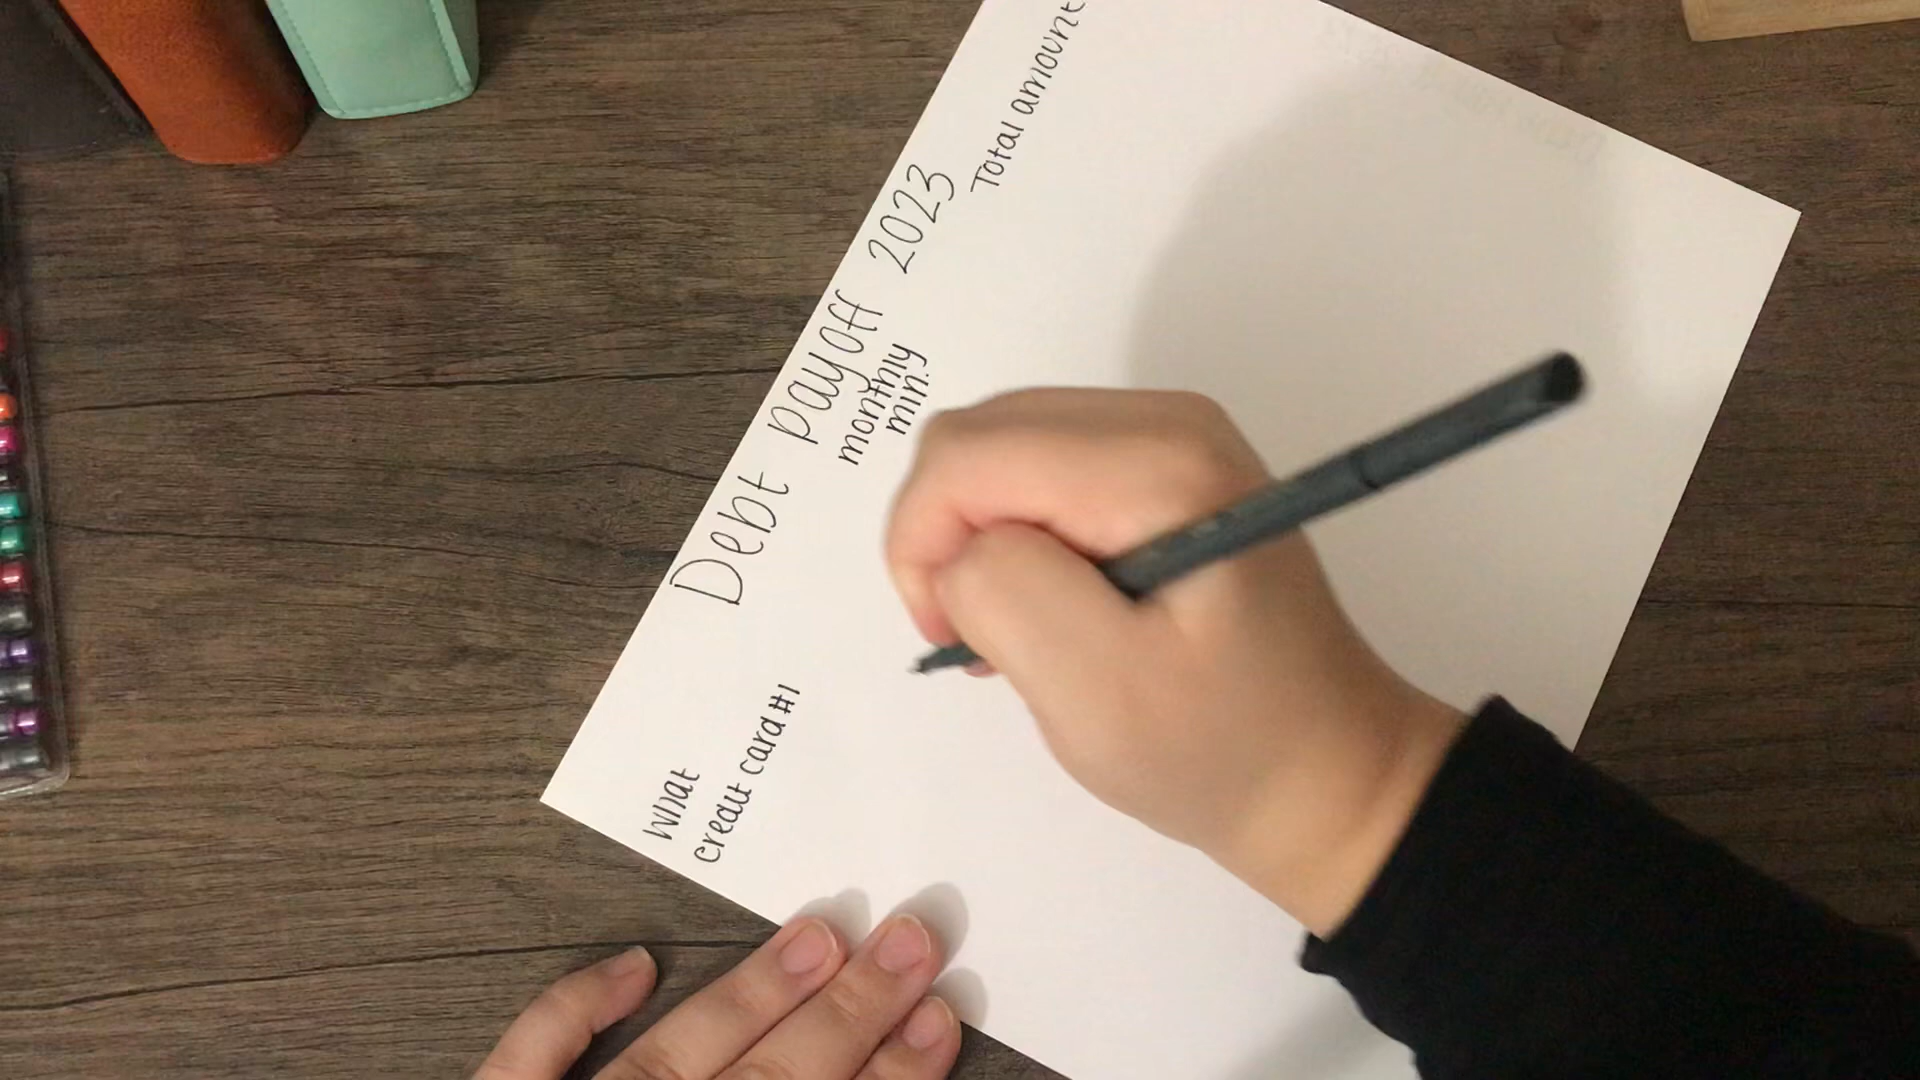 Debt payoff 2023
What
monthly
min.
Total amount
credit card #1